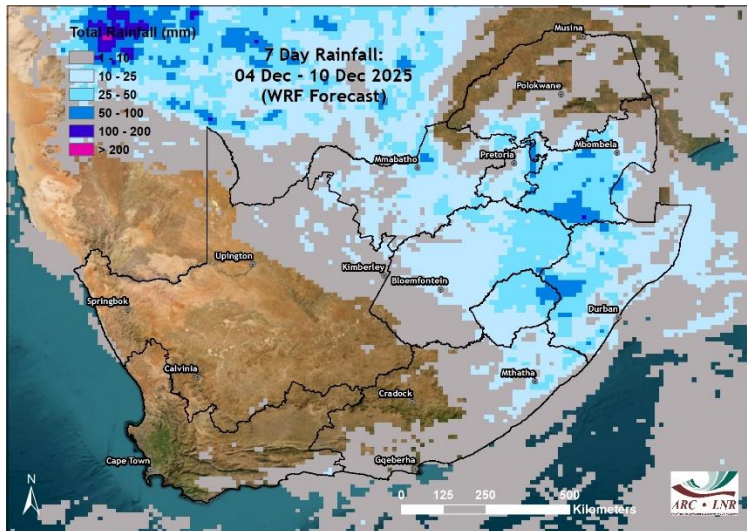 Total Rainfall (mm)
1 - 10
10 - 25
25 - 50
50 - 100
100 - 200
> 200
7 Day Rainfall:
04 Dec - 10 Dec 2025
(WRF Forecast)
Musina
Polokwane
Mbombela
Pretoria
Mmabatho
Upington
Kimberley
Bloemfontein
Springbok
Durban
Calvinia
Mthatha
Cradock
Cape Town
Gqeberha
N
0 125 250 500
Kilometers
ARC • LNR